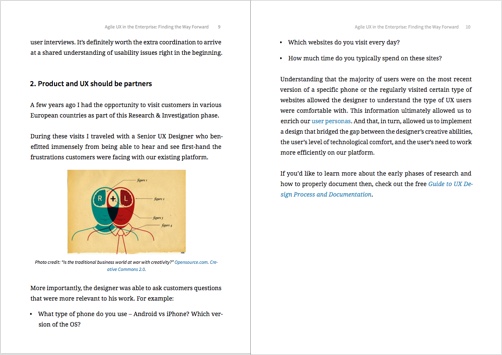 Agile UX in the Enterprise: Finding the Way Forward 9
user interviews. It's definitely worth the extra coordination to arrive
at a shared understanding of usability issues right in the beginning.
2. Product and UX should be partners
A few years ago I had the opportunity to visit customers in various
European countries as part of this Research & Investigation phase.
During these visits I traveled with a Senior UX Designer who ben-
efitted immensely from being able to hear and see first-hand the
frustrations customers were facing with our existing platform.
figure 1
R + L
figure 2
figure 3
figure 4
Photo credit: "Is the traditional business world at war with creativity?" Opensource.com. Cre-
ative Commons 2.0.
More importantly, the designer was able to ask customers questions
that were more relevant to his work. For example:
• What type of phone do you use – Android vs iPhone? Which ver-
sion of the OS?
Agile UX in the Enterprise: Finding the Way Forward 10
• Which websites do you visit every day?
• How much time do you typically spend on these sites?
Understanding that the majority of users were on the most recent
version of a specific phone or the regularly visited certain type of
websites allowed the designer to understand the type of UX users
were comfortable with. This information ultimately allowed us to
enrich our user personas. And that, in turn, allowed us to implement
a design that bridged the gap between the designer's creative abilities,
the user's level of technological comfort, and the user's need to work
more efficiently on our platform.
If you'd like to learn more about the early phases of research and
how to properly document then, check out the free Guide to UX De-
sign Process and Documentation.